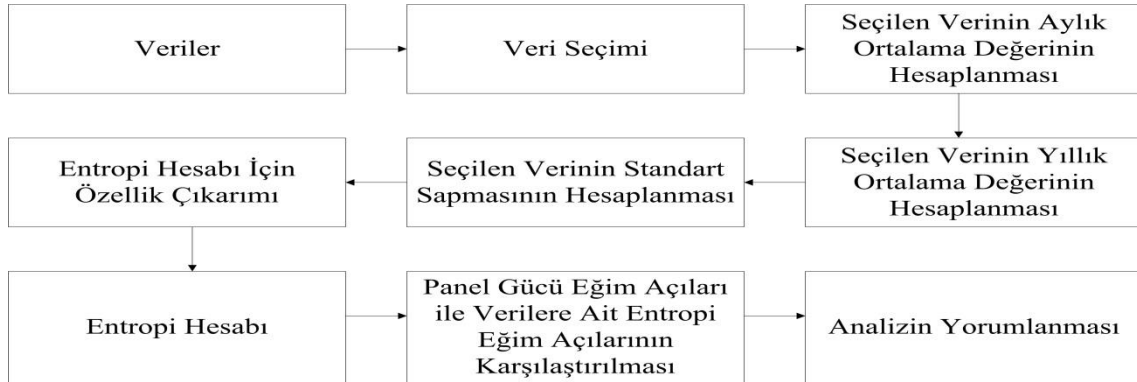 Veriler
Veri Seçimi
Seçilen Verinin Aylık
Ortalama Değerinin
Hesaplanması
Seçilen Verinin Yıllık
Ortalama Değerinin
Hesaplanması
Seçilen Verinin Standart
Sapmasının Hesaplanması
Entropi Hesabı İçin
Özellik Çıkarımı
Entropi Hesabı
Panel Gücü Eğim Açıları
ile Verilere Ait Entropi
Eğim Açılarının
Karşılaştırılması
Analizin Yorumlanması